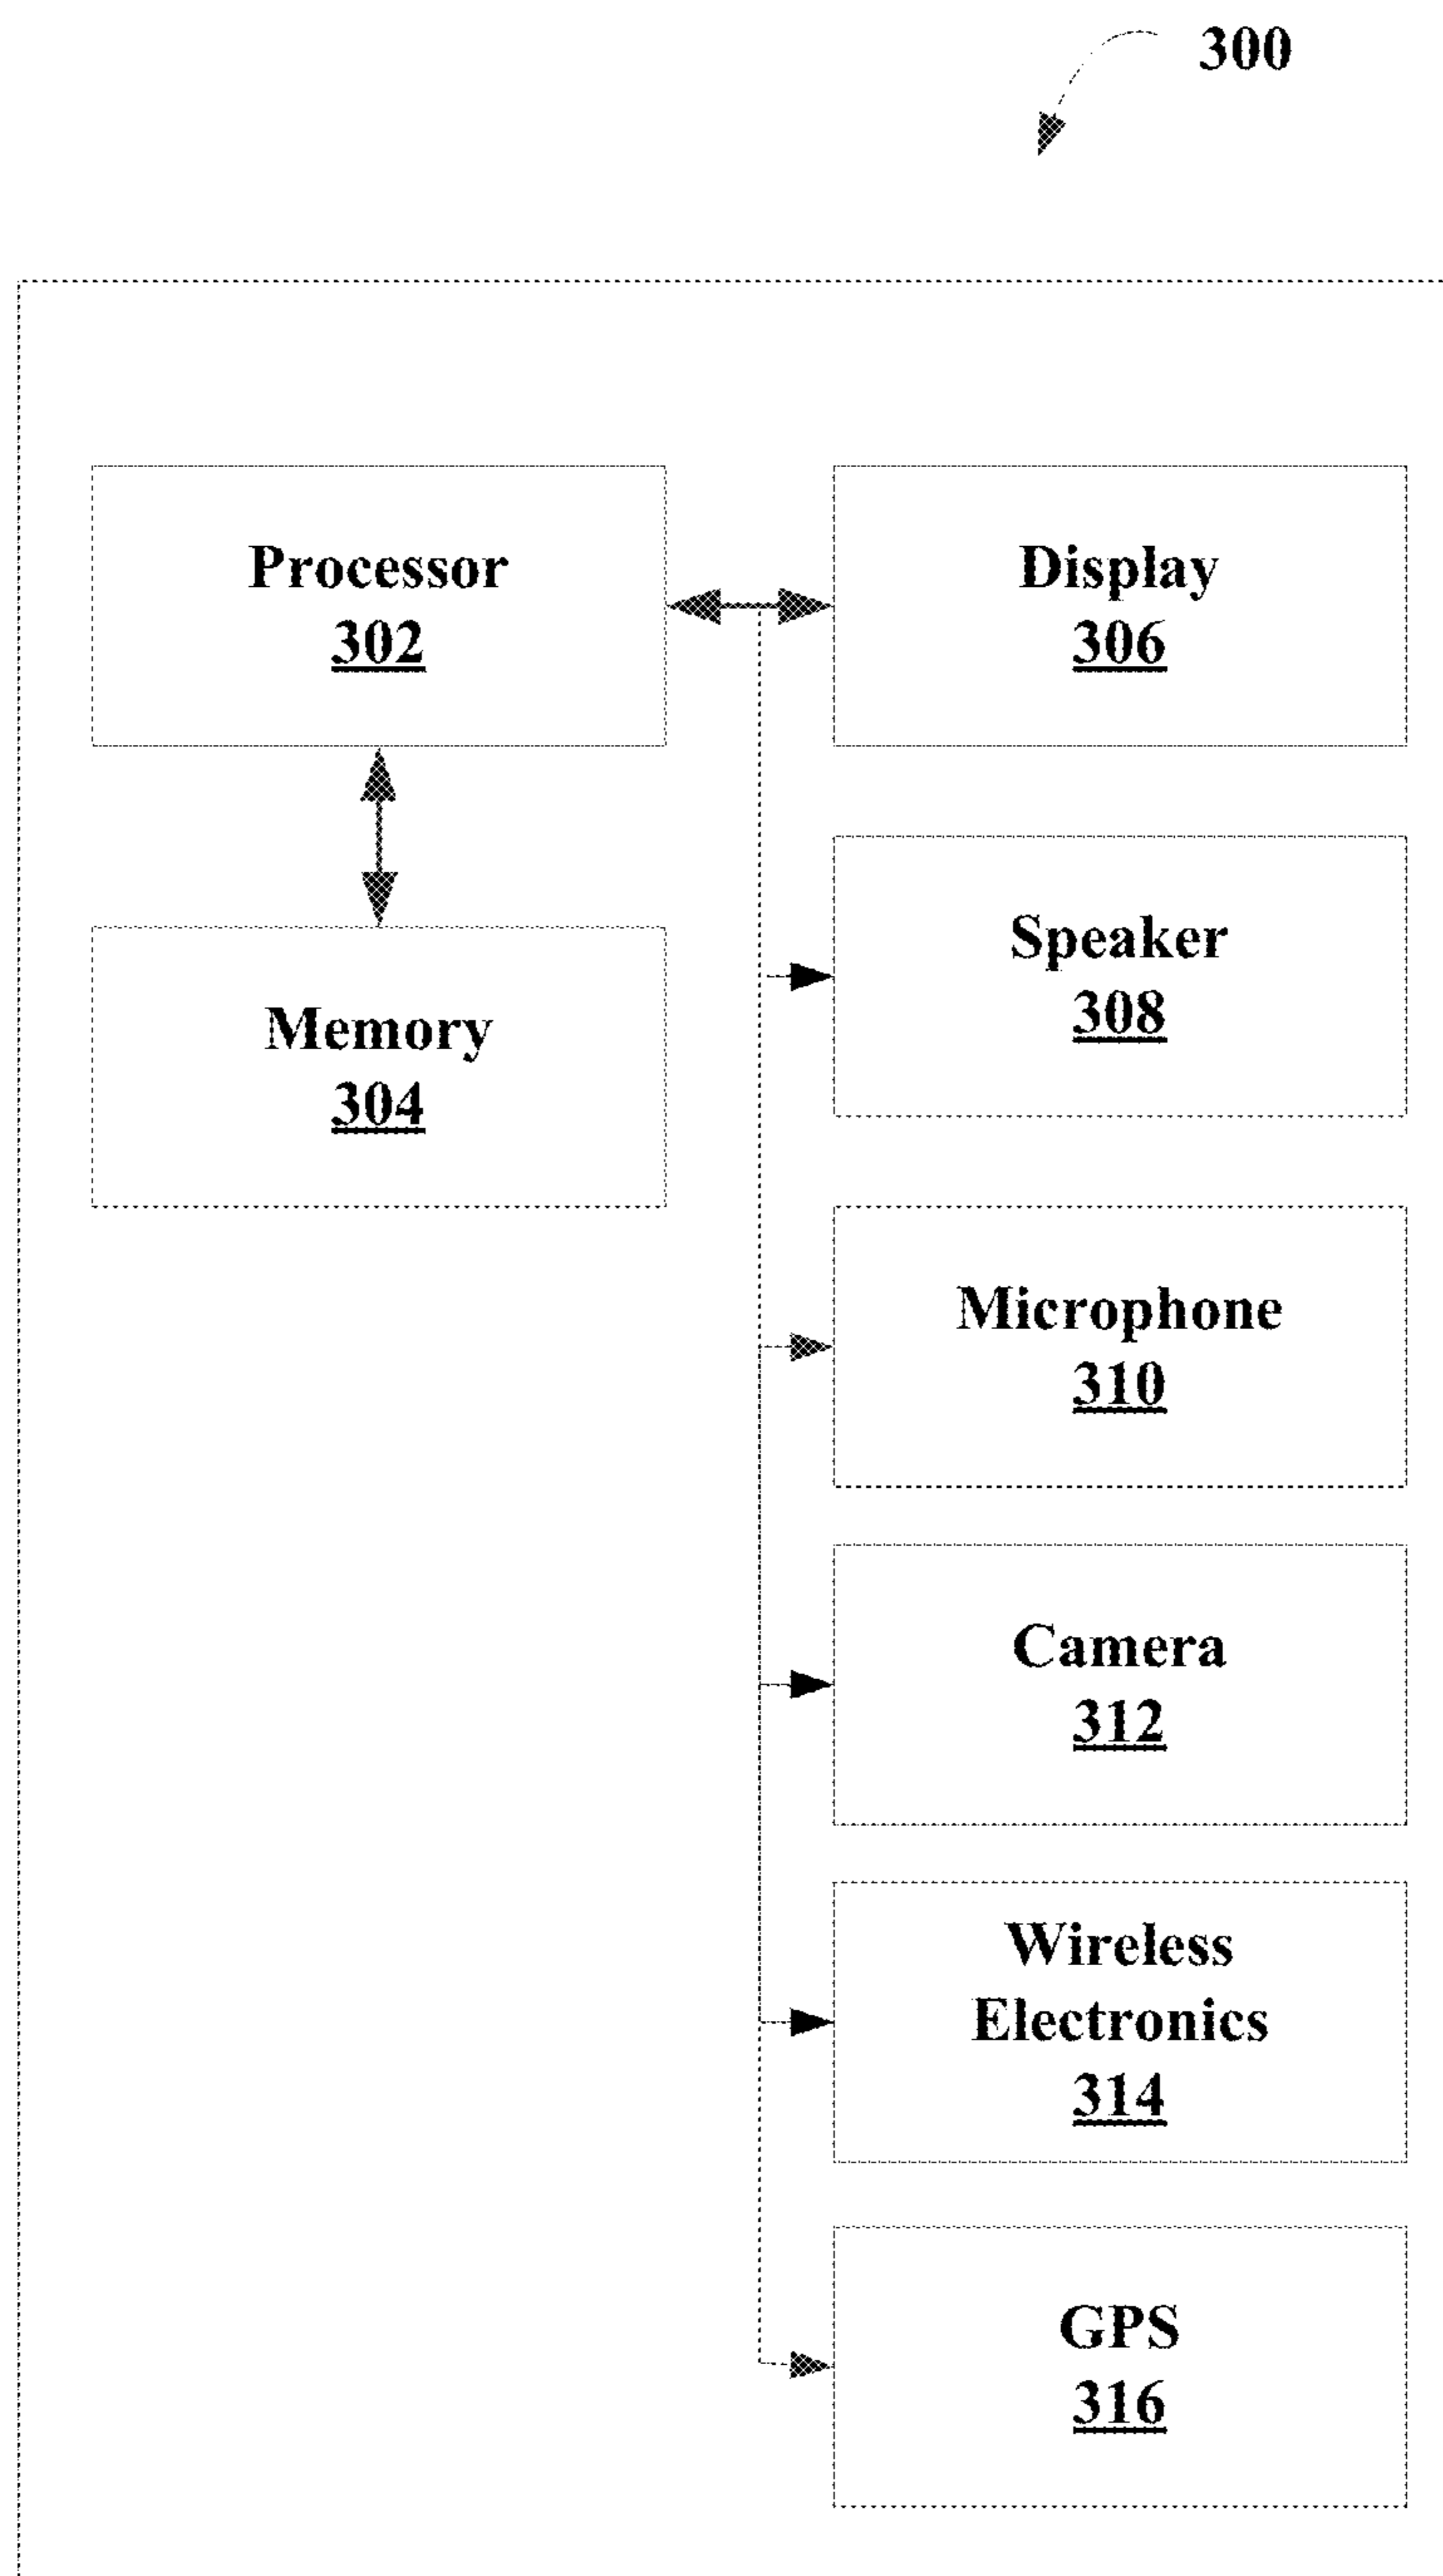 300
Processor
302
Display
306
Memory
304
Speaker
308
Microphone
310
Camera
312
Wireless
Electronics
314
GPS
316